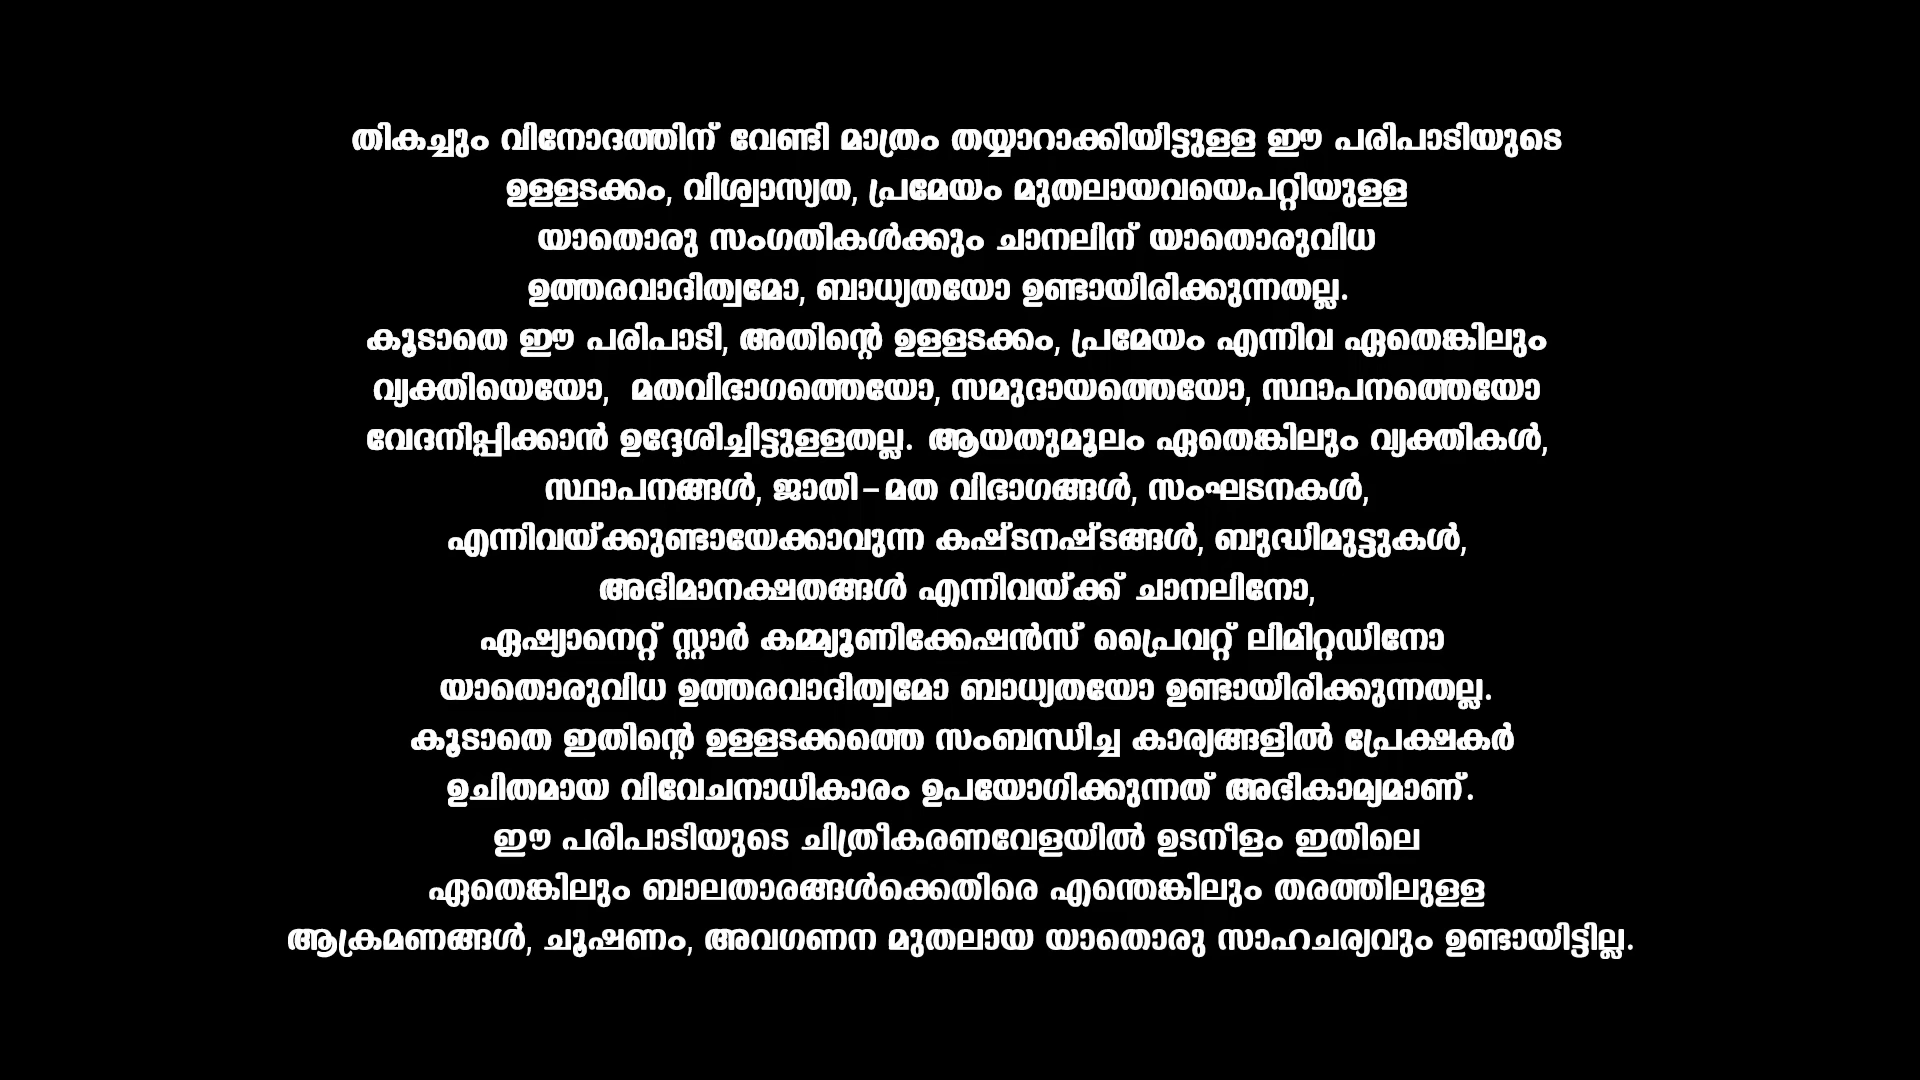 തികച്ചും വിനോദത്തിന് വേണ്ടി മാത്രം തയ്യാറാക്കിയിട്ടുള്ള ഈ പരിപാടിയുടെ
ഉള്ളടക്കം, വിശ്വാസ്യത, പ്രമേയം മുതലായവയെപറ്റിയുള്ള
യാതൊരു സംഗതികൾക്കും ചാനലിന് യാതൊരുവിധ
ഉത്തരവാദിത്വമോ, ബാധ്യതയോ ഉണ്ടായിരിക്കുന്നതല്ല.
കൂടാതെ ഈ പരിപാടി, അതിന്റെ ഉള്ളടക്കം, പ്രമേയം എന്നിവ ഏതെങ്കിലും
വ്യക്തിയെയോ, മതവിഭാഗത്തെയോ, സമുദായത്തെയോ, സ്ഥാപനത്തെയോ
വേദനിപ്പിക്കാൻ ഉദ്ദേശിച്ചിട്ടുള്ളതല്ല. ആയതുമൂലം ഏതെങ്കിലും വ്യക്തികൾ,
സ്ഥാപനങ്ങൾ, ജാതി–മത വിഭാഗങ്ങൾ, സംഘടനകൾ,
എന്നിവയ്ക്കുണ്ടായേക്കാവുന്ന കഷ്ടനഷ്ടങ്ങൾ, ബുദ്ധിമുട്ടുകൾ,
അഭിമാനക്ഷതങ്ങൾ എന്നിവയ്ക്ക് ചാനലിനോ,
ഏഷ്യാനെറ്റ് സ്റ്റാർ കമ്മ്യൂണിക്കേഷൻസ് പ്രൈവറ്റ് ലിമിറ്റഡിനോ
യാതൊരുവിധ ഉത്തരവാദിത്വമോ ബാധ്യതയോ ഉണ്ടായിരിക്കുന്നതല്ല.
കൂടാതെ ഇതിന്റെ ഉള്ളടക്കത്തെ സംബന്ധിച്ച കാര്യങ്ങളിൽ പ്രേക്ഷകർ
ഉചിതമായ വിവേചനാധികാരം ഉപയോഗിക്കുന്നത് അഭികാമ്യമാണ്.
ഈ പരിപാടിയുടെ ചിത്രീകരണവേളയിൽ ഉടനീളം ഇതിലെ
ഏതെങ്കിലും ബാലതാരങ്ങൾക്കെതിരെ എന്തെങ്കിലും തരത്തിലുള്ള
ആക്രമണങ്ങൾ, ചൂഷണം, അവഗണന മുതലായ യാതൊരു സാഹചര്യവും ഉണ്ടായിട്ടില്ല.